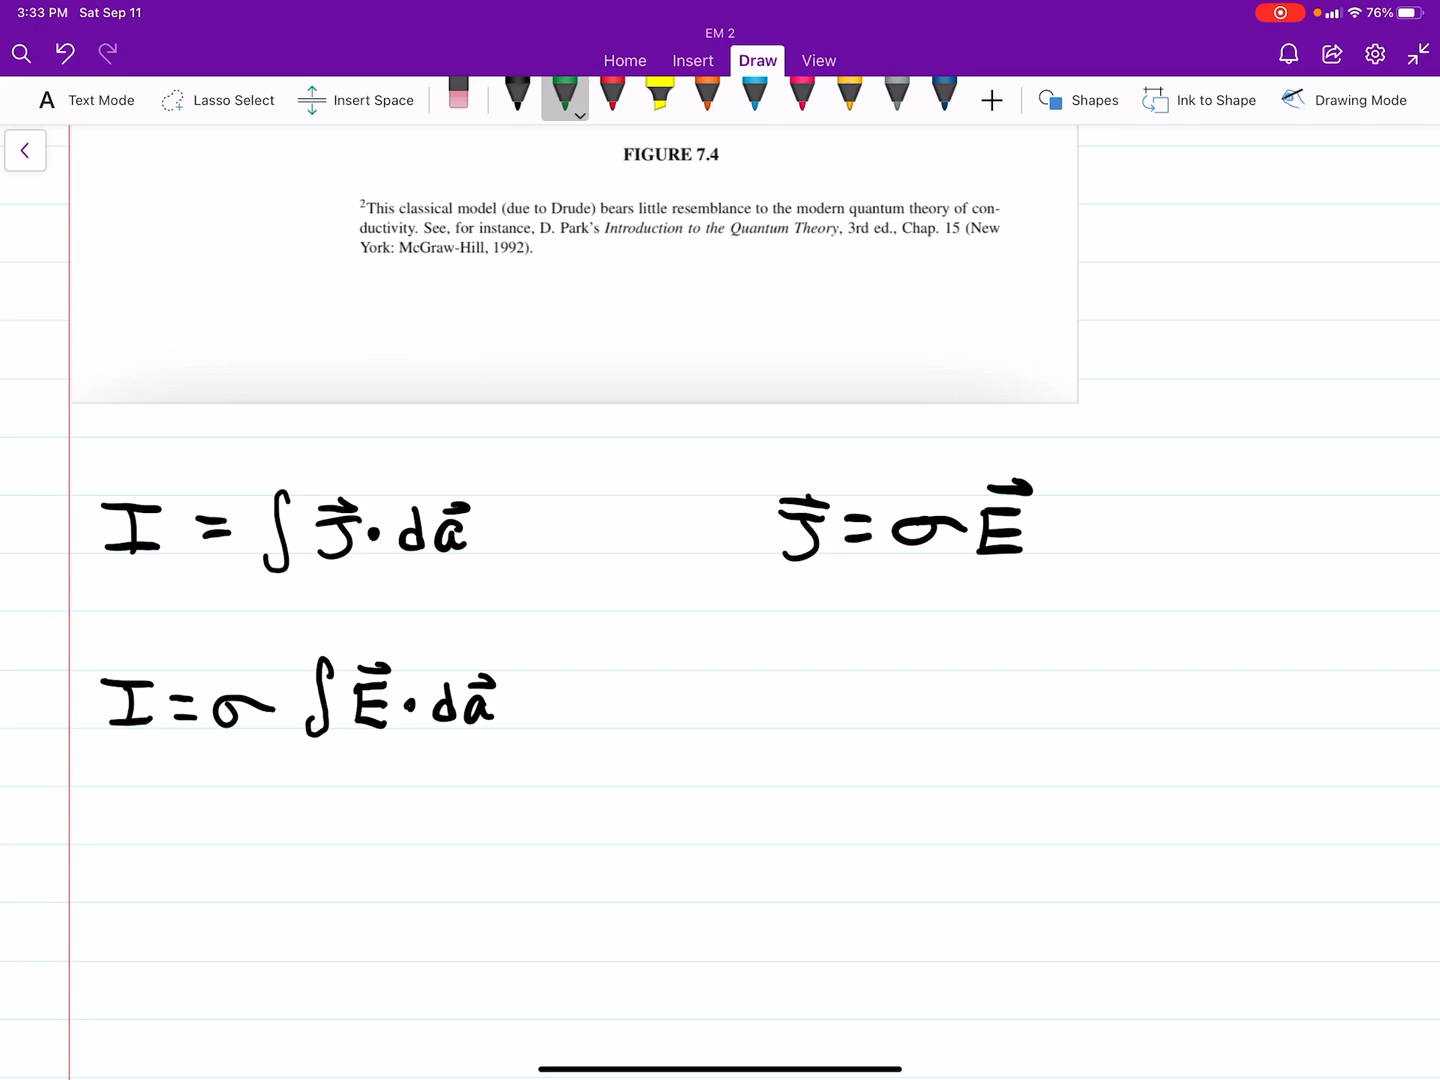 3:33 PM Sat Sep 11
76%
EM 2
Home Insert Draw View
A Text Mode Lasso Select Insert Space Shapes Ink to Shape Drawing Mode
FIGURE 7.4
²This classical model (due to Drude) bears little resemblance to the modern quantum theory of con-
ductivity. See, for instance, D. Park's Introduction to the Quantum Theory, 3rd ed., Chap. 15 (New
York: McGraw-Hill, 1992).
I = ∫ J⃗ · da⃗
J⃗ = σE⃗
I = σ ∫ E⃗ · da⃗